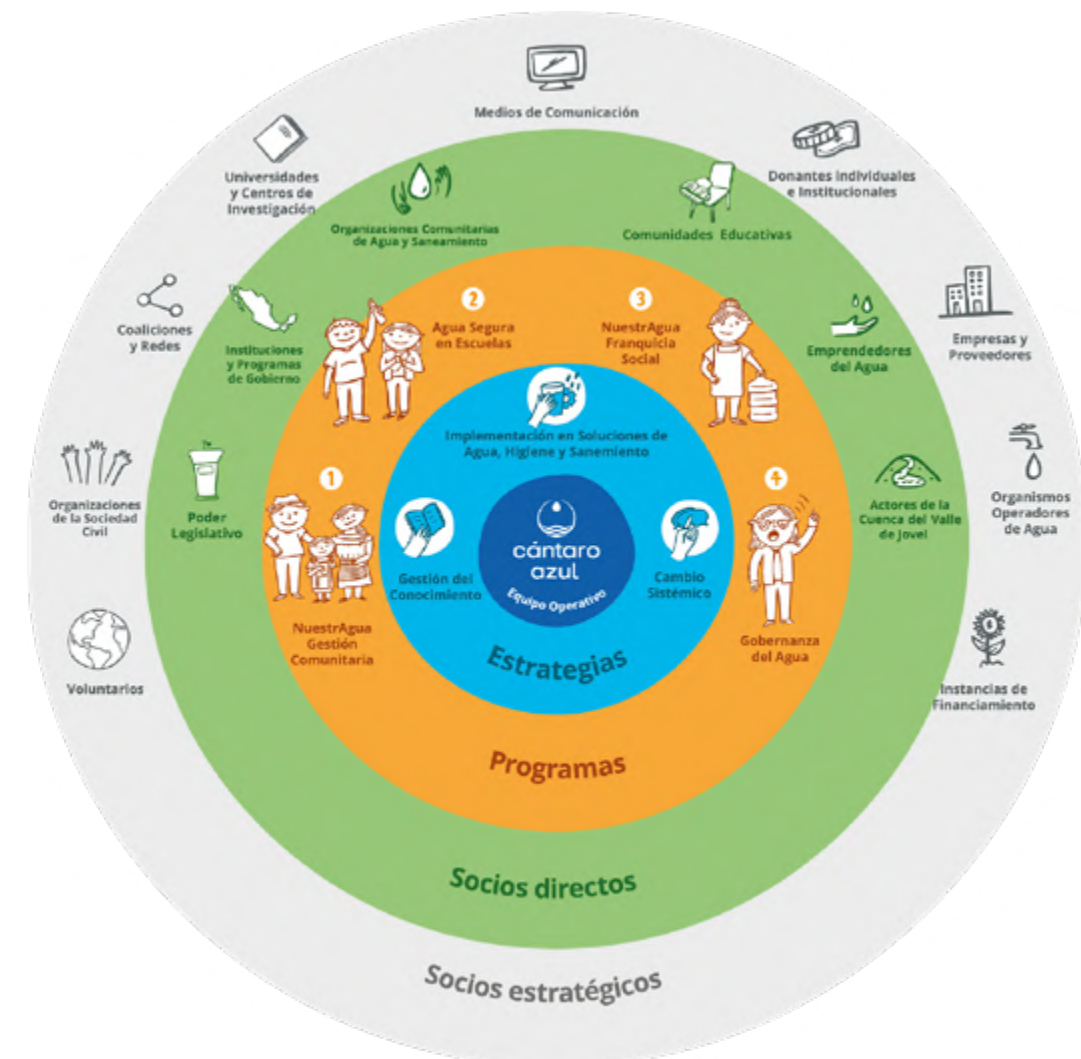 Medios de Comunicación
Universidades
y Centros de
Investigación
Donantes Individuales
e Institucionales
Coaliciones
y Redes
Empresas y
Proveedores
Organizaciones
de la Sociedad
Civil
Organismos
Operadores
de Agua
Voluntarios
Instancias de
Financiamiento
Organizaciones Comunitarias
de Agua y Saneamiento
Comunidades Educativas
Instituciones
y Programas
de Gobierno
Emprendedores
del Agua
Poder
Legislativo
Actores de la
Cuenca del Valle
de Jovel
1
NuestrAgua
Gestión
Comunitaria
2
Agua Segura
en Escuelas
3
NuestrAgua
Franquicia
Social
4
Gobernanza
del Agua
Implementación en Soluciones de
Agua, Higiene y Sanemiento
Gestión del
Conocimiento
Cambio
Sistémico
cántaro
azul
Equipo Operativo
Estrategias
Programas
Socios directos
Socios estratégicos